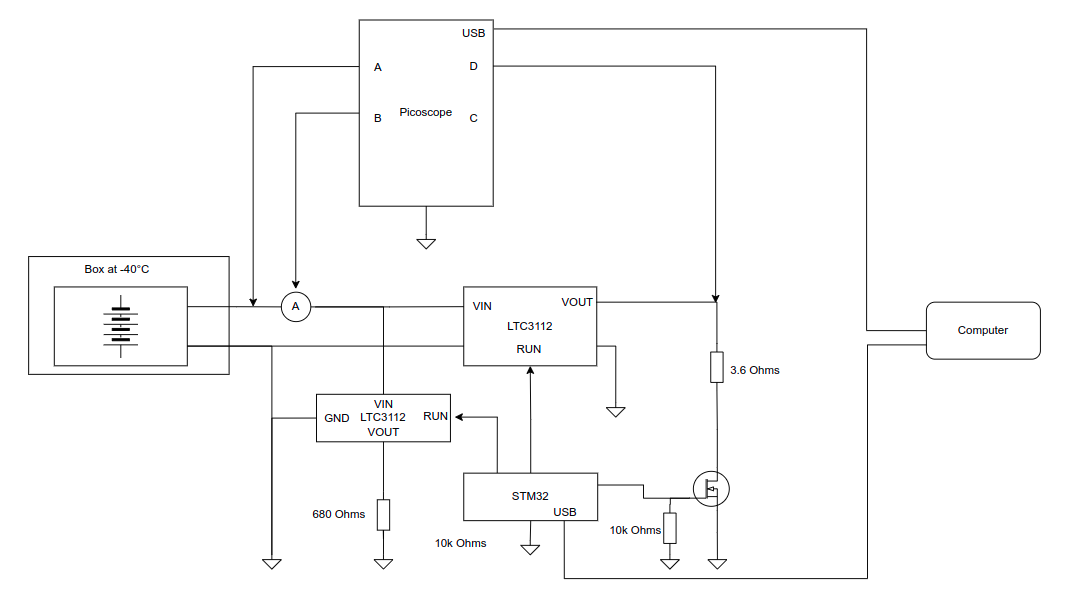 USB
A
D
B
Picoscope
C
Box at -40°C
A
VIN
VOUT
LTC3112
RUN
Computer
3.6 Ohms
VIN
GND
LTC3112
RUN
VOUT
STM32
USB
680 Ohms
10k Ohms
10k Ohms